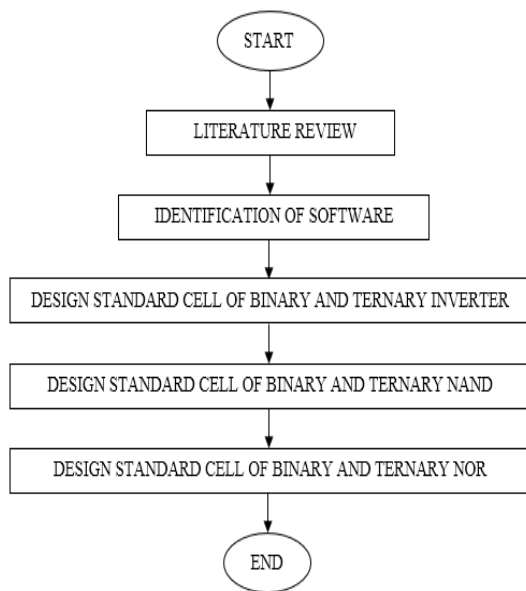 START
LITERATURE REVIEW
IDENTIFICATION OF SOFTWARE
DESIGN STANDARD CELL OF BINARY AND TERNARY INVERTER
DESIGN STANDARD CELL OF BINARY AND TERNARY NAND
DESIGN STANDARD CELL OF BINARY AND TERNARY NOR
END